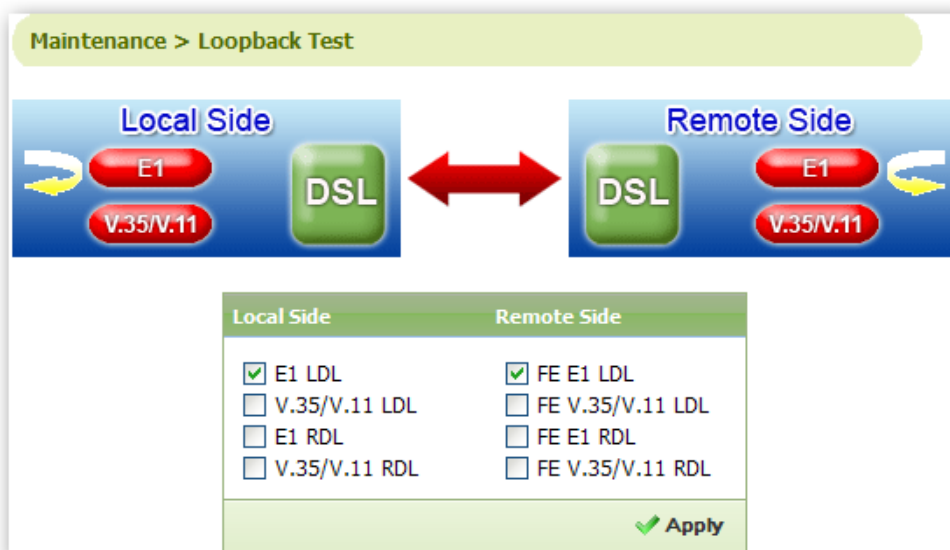 Maintenance > Loopback Test
Local Side
Remote Side
E1
DSL
DSL
E1
V.35/V.11
V.35/V.11
Local Side Remote Side
E1 LDL FE E1 LDL
V.35/V.11 LDL FE V.35/V.11 LDL
E1 RDL FE E1 RDL
V.35/V.11 RDL FE V.35/V.11 RDL
Apply